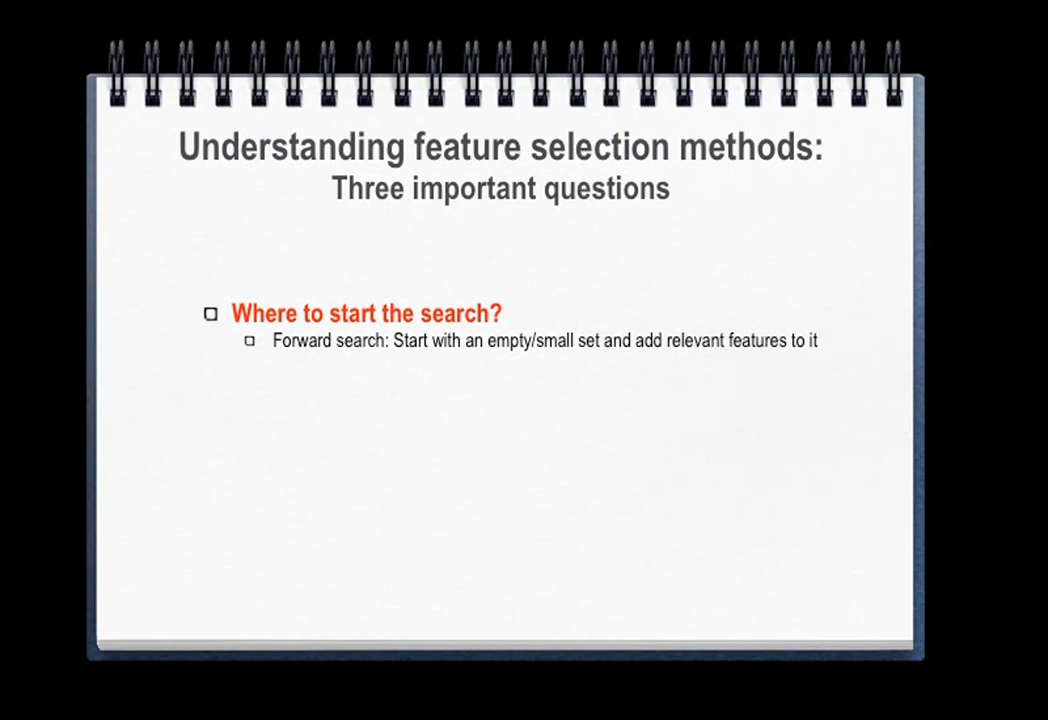 Understanding feature selection methods:
Three important questions
Where to start the search?
Forward search: Start with an empty/small set and add relevant features to it